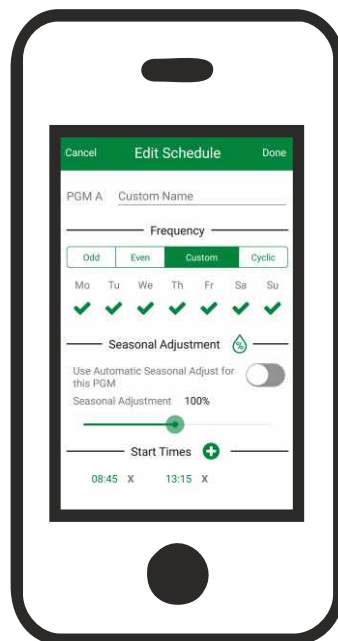 Cancel Edit Schedule Done
PGM A Custom Name
Frequency
Odd Even Custom Cyclic
Mo Tu We Th Fr Sa Su
Seasonal Adjustment %
Use Automatic Seasonal Adjust for
this PGM
Seasonal Adjustment 100%
Start Times
08:45 X 13:15 X